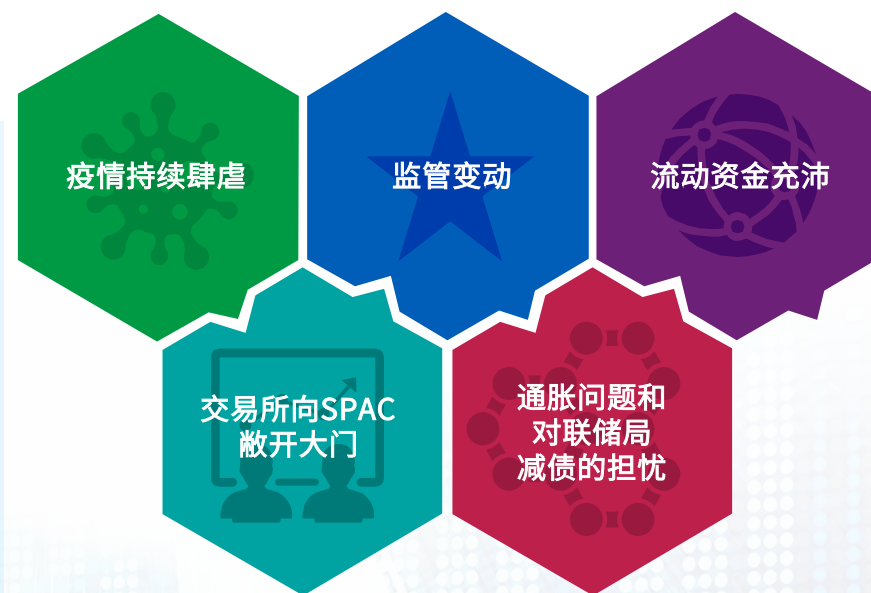 疫情持续肆虐
监管变动
流动资金充沛
交易所向SPAC
敞开大门
通胀问题和
对联储局
减债的担忧